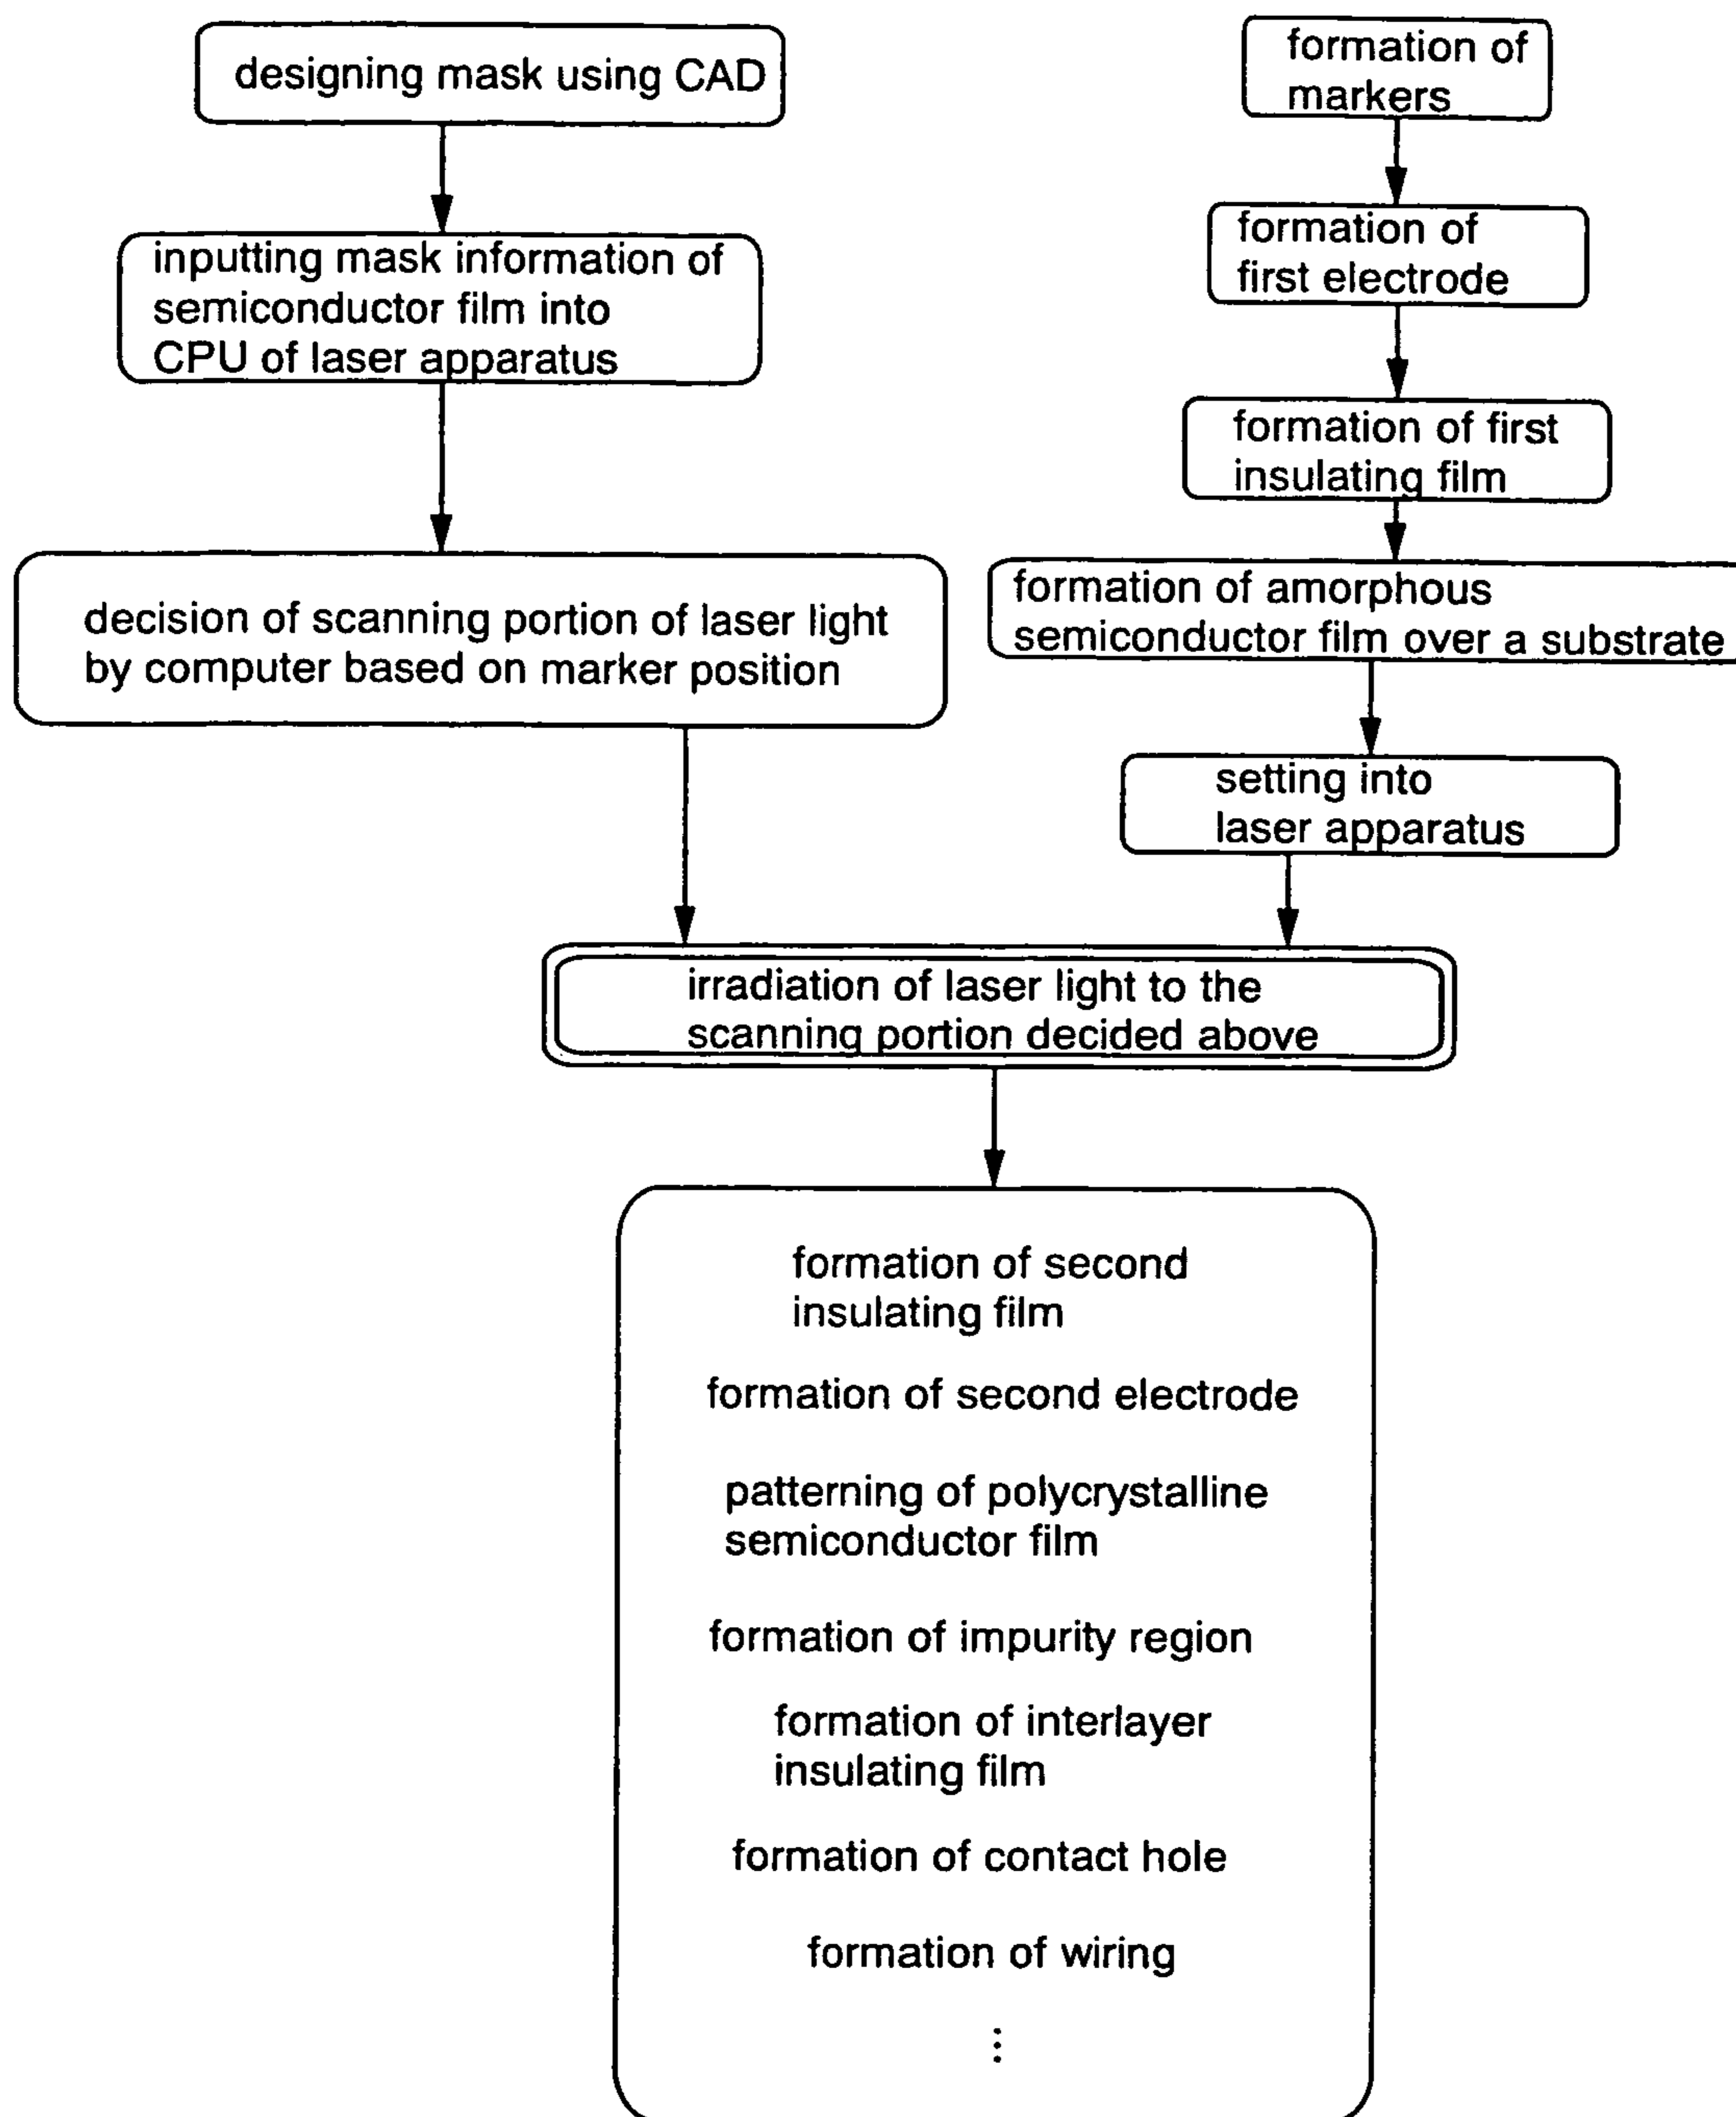 designing mask using CAD
inputting mask information of
semiconductor film into
CPU of laser apparatus
decision of scanning portion of laser light
by computer based on marker position
formation of
markers
formation of
first electrode
formation of first
insulating film
formation of amorphous
semiconductor film over a substrate
setting into
laser apparatus
irradiation of laser light to the
scanning portion decided above
formation of second
insulating film
formation of second electrode
patterning of polycrystalline
semiconductor film
formation of impurity region
formation of interlayer
insulating film
formation of contact hole
formation of wiring
⋮